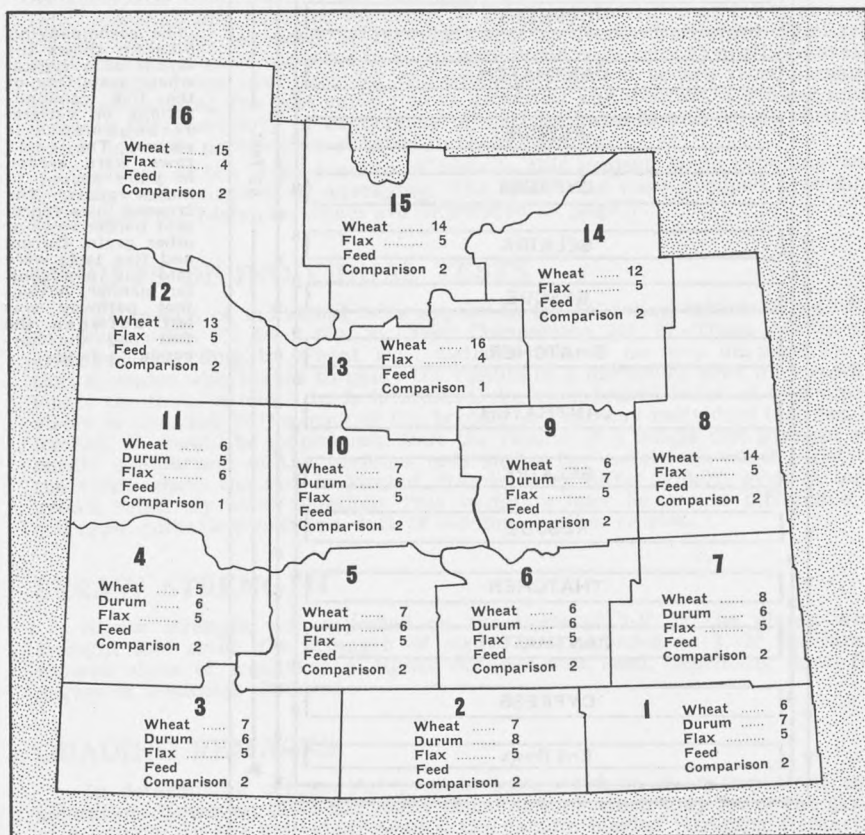 16
Wheat ...... 15
Flax ........... 4
Feed
Comparison 2
15
Wheat ...... 14
Flax ........... 5
Feed
Comparison 2
14
Wheat ...... 12
Flax ........... 5
Feed
Comparison 2
12
Wheat ...... 13
Flax ........... 5
Feed
Comparison 2
13
Wheat ...... 16
Flax ........... 4
Feed
Comparison 1
11
Wheat ...... 6
Durum ...... 5
Flax ........... 6
Feed
Comparison 1
10
Wheat ...... 7
Durum ...... 6
Flax ........... 5
Feed
Comparison 2
9
Wheat ...... 6
Durum ...... 7
Flax ........... 5
Feed
Comparison 2
8
Wheat ...... 14
Flax ........... 5
Feed
Comparison 2
4
Wheat ...... 5
Durum ...... 6
Flax ........... 5
Feed
Comparison 2
5
Wheat ...... 7
Durum ...... 6
Flax ........... 5
Feed
Comparison 2
6
Wheat ...... 6
Durum ...... 6
Flax ........... 5
Feed
Comparison 2
7
Wheat ...... 8
Durum ...... 6
Flax ........... 5
Feed
Comparison 2
3
Wheat ...... 7
Durum ...... 6
Flax ........... 5
Feed
Comparison 2
2
Wheat ...... 7
Durum ...... 8
Flax ........... 5
Feed
Comparison 2
1
Wheat ...... 6
Durum ...... 7
Flax ........... 5
Feed
Comparison 2